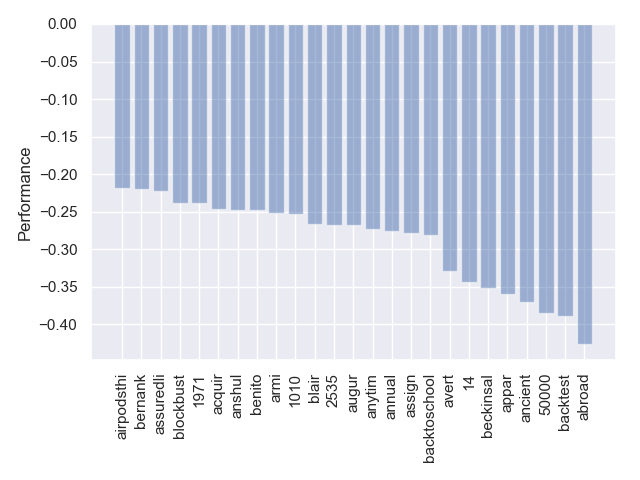 0.00
−0.05
−0.10
−0.15
−0.20
−0.25
−0.30
−0.35
−0.40
Performance
airpodsthi
bernank
assuredli
blockbust
1971
acquir
anshul
benito
armi
1010
blair
2535
augur
anytim
annual
assign
backtoschool
avert
14
beckinsal
appar
ancient
50000
backtest
abroad